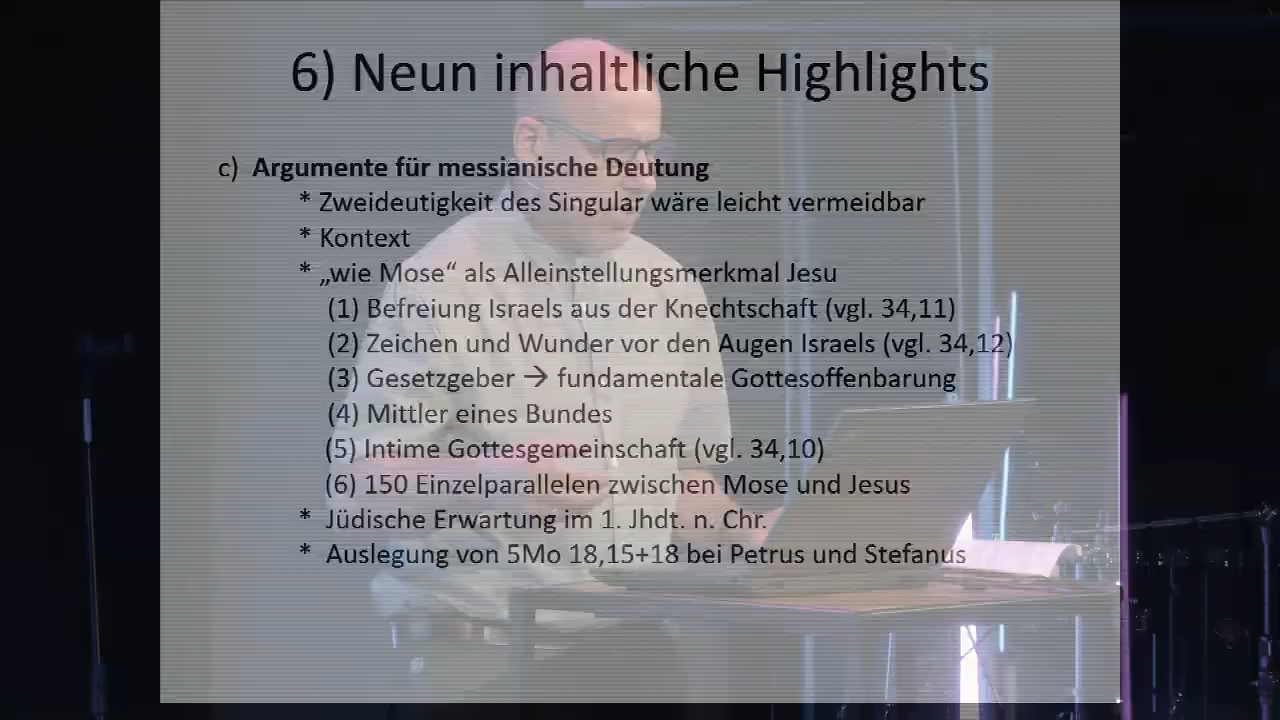 6) Neun inhaltliche Highlights
c) Argumente für messianische Deutung
* Zweideutigkeit des Singular wäre leicht vermeidbar
* Kontext
* „wie Mose“ als Alleinstellungsmerkmal Jesu
(1) Befreiung Israels aus der Knechtschaft (vgl. 34,11)
(2) Zeichen und Wunder vor den Augen Israels (vgl. 34,12)
(3) Gesetzgeber → fundamentale Gottesoffenbarung
(4) Mittler eines Bundes
(5) Intime Gottesgemeinschaft (vgl. 34,10)
(6) 150 Einzelparallelen zwischen Mose und Jesus
* Jüdische Erwartung im 1. Jhdt. n. Chr.
* Auslegung von 5Mo 18,15+18 bei Petrus und Stefanus